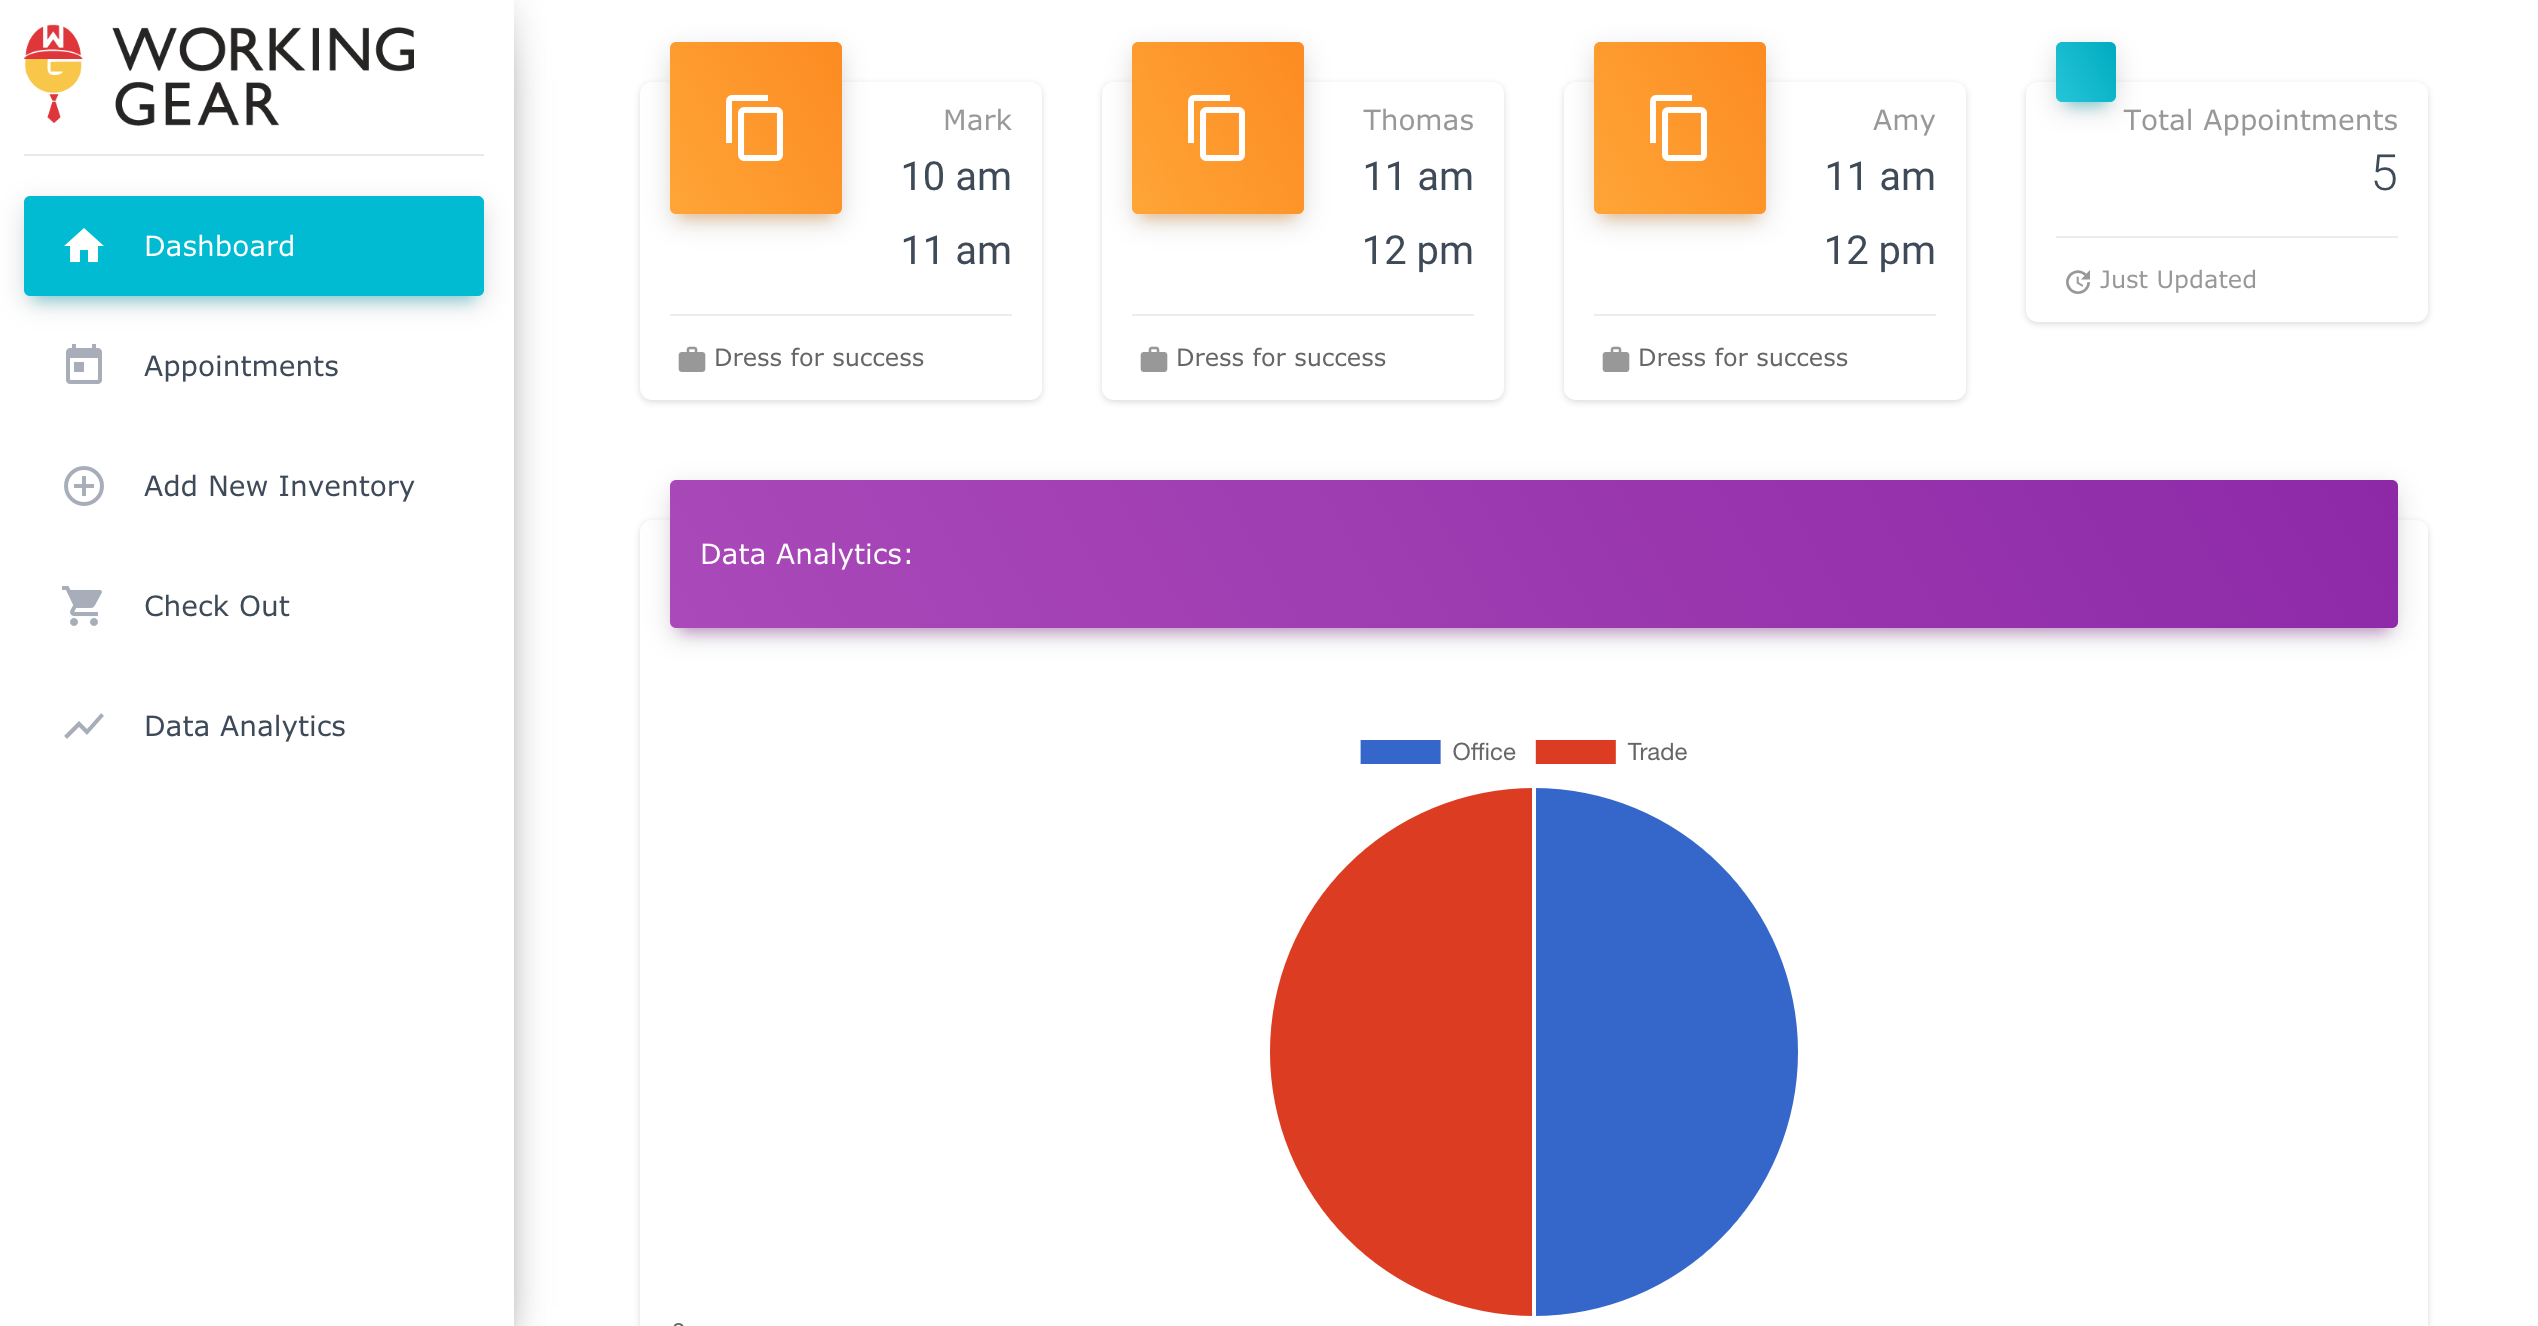 WORKING
GEAR
Dashboard
Appointments
Add New Inventory
Check Out
Data Analytics
Mark
10 am
11 am
Dress for success
Thomas
11 am
12 pm
Dress for success
Amy
11 am
12 pm
Dress for success
Total Appointments
5
Just Updated
Data Analytics:
Office Trade